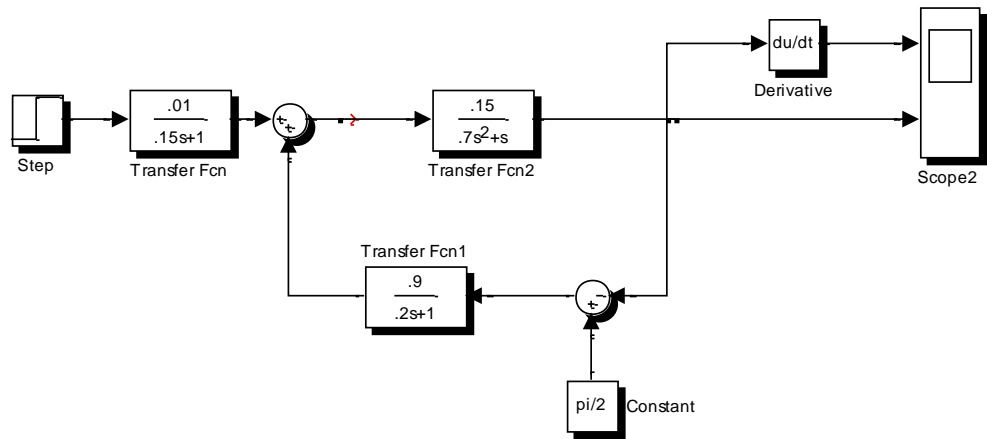 du/dt
Derivative
Scope2
Step
.01
.15s+1
Transfer Fcn
+
+
.15
.7s2+s
Transfer Fcn2
Transfer Fcn1
.9
.2s+1
−
+
pi/2
Constant